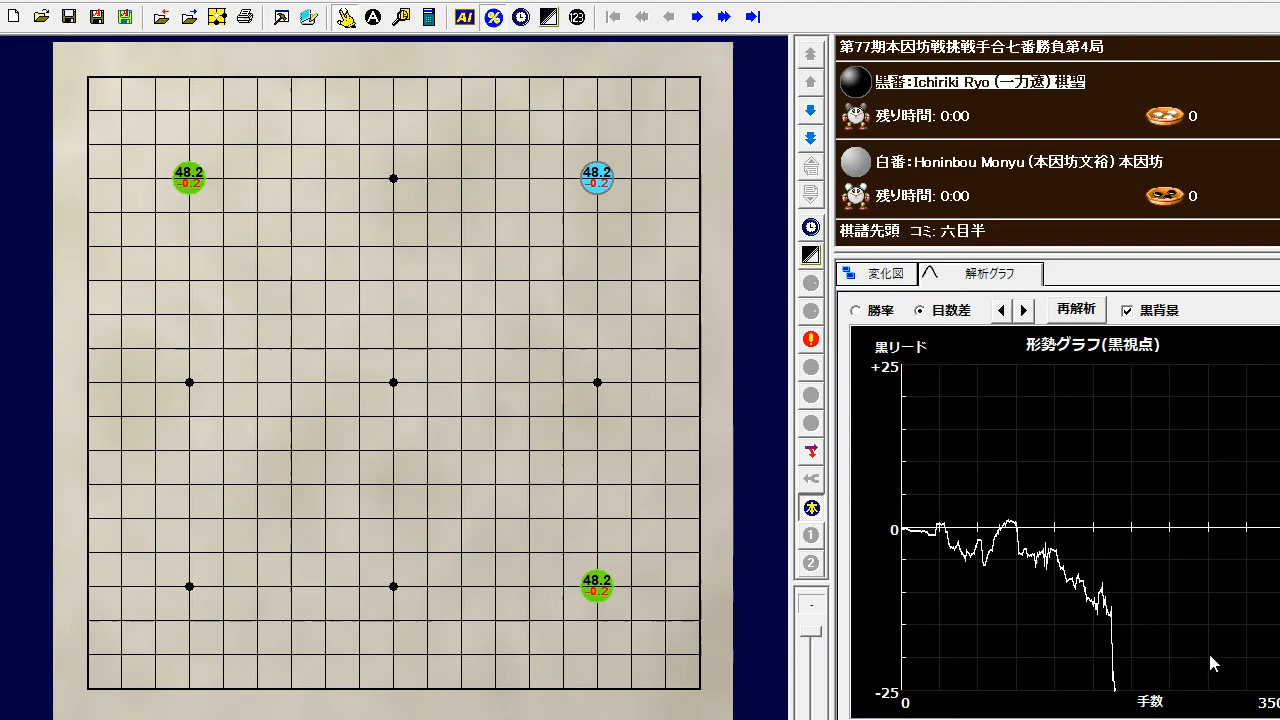 A
AI
%
123
第77期本因坊戦挑戦手合七番勝負第4局
黒番:Ichiriki Ryo (一力遼) 棋聖
残り時間: 0:00
0
白番: Honinbou Monyu (本因坊文裕) 本因坊
残り時間: 0:00
0
棋譜先頭 コミ: 六目半
変化図
解析グラフ
勝率
目数差
再解析
黒背景
形勢グラフ(黒視点)
黒リード
+25
0
-25
0
手数
350
48.2
-0.2
48.2
-0.2
48.2
-0.2
本
1
2
-